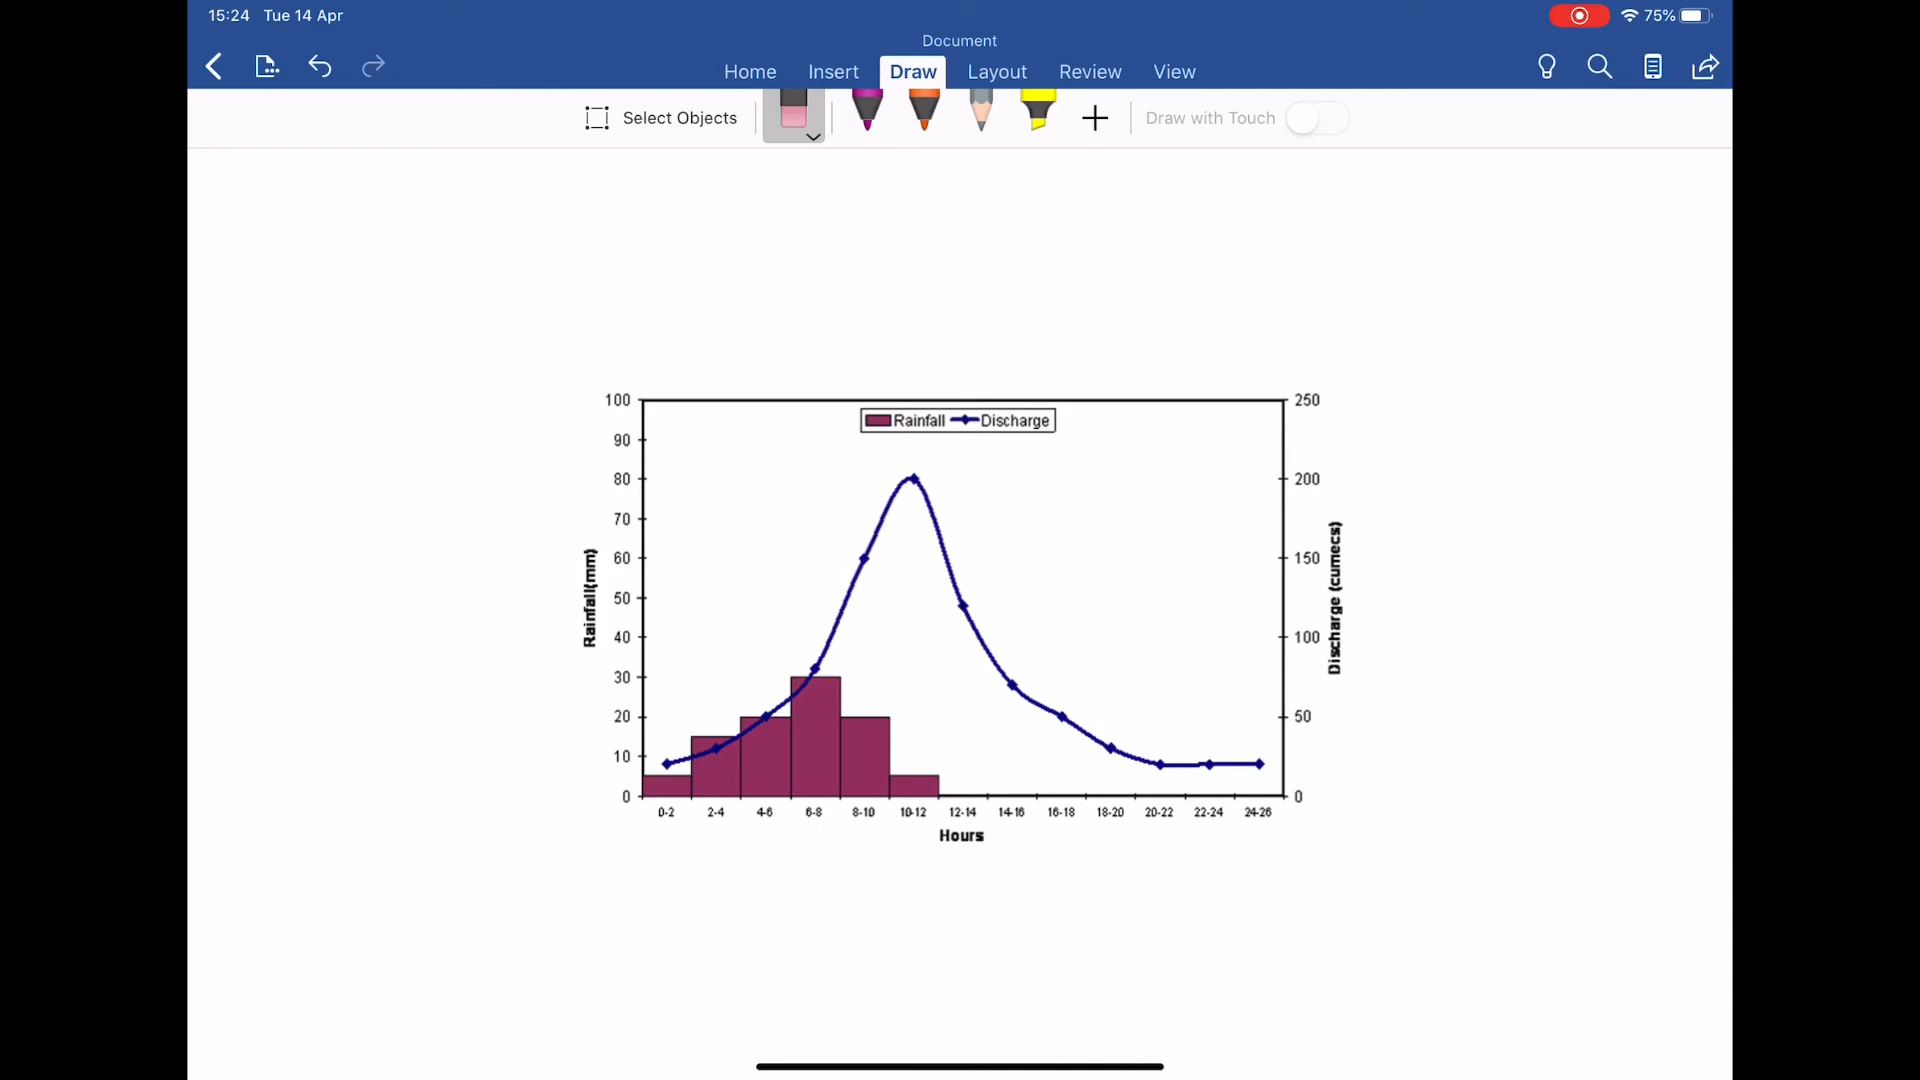 15:24 Tue 14 Apr
75%
Document
Home Insert Draw Layout Review View
Select Objects
Draw with Touch
Rainfall Discharge
100
90
80
70
60
50
40
30
20
10
0
Rainfall(mm)
250
200
150
100
50
0
Discharge (cumecs)
0-2 2-4 4-6 6-8 8-10 10-12 12-14 14-16 16-18 18-20 20-22 22-24 24-26
Hours